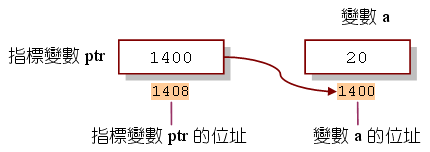 變數 a
指標變數 ptr
1400
20
1408
1400
指標變數 ptr 的位址
變數 a 的位址